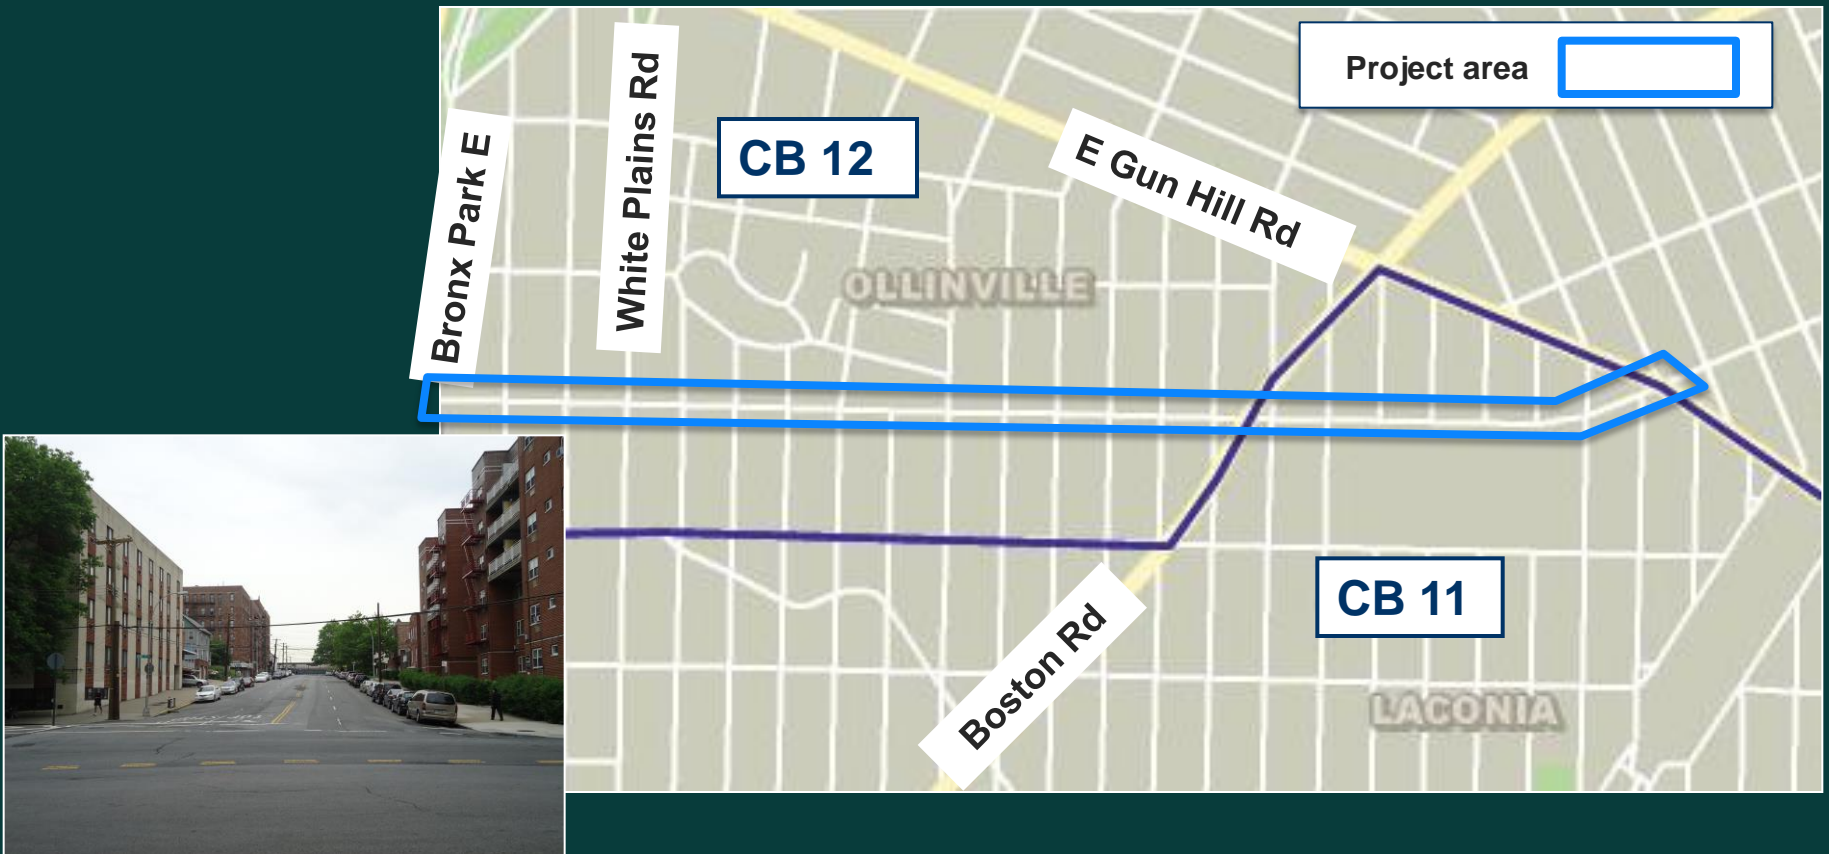 Project area
CB 12
White Plains Rd
Bronx Park E
E Gun Hill Rd
OLLINVILLE
CB 11
Boston Rd
LACONIA